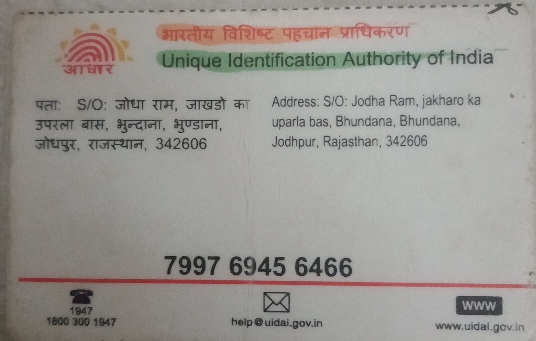 भारतीय विशिष्ट पहचान प्राधिकरण
Unique Identification Authority of India
आधार
पता: S/O: जोधा राम, जाखडो का
उपरला बास, भुन्दाना, भुण्डाना,
जोधपुर, राजस्थान, 342606
Address: S/O: Jodha Ram, jakharo ka
uparla bas, Bhundana, Bhundana,
Jodhpur, Rajasthan, 342606
7997 6945 6466
1947
1800 300 1947
help@uidai.gov.in
WWW
www.uidai.gov.in